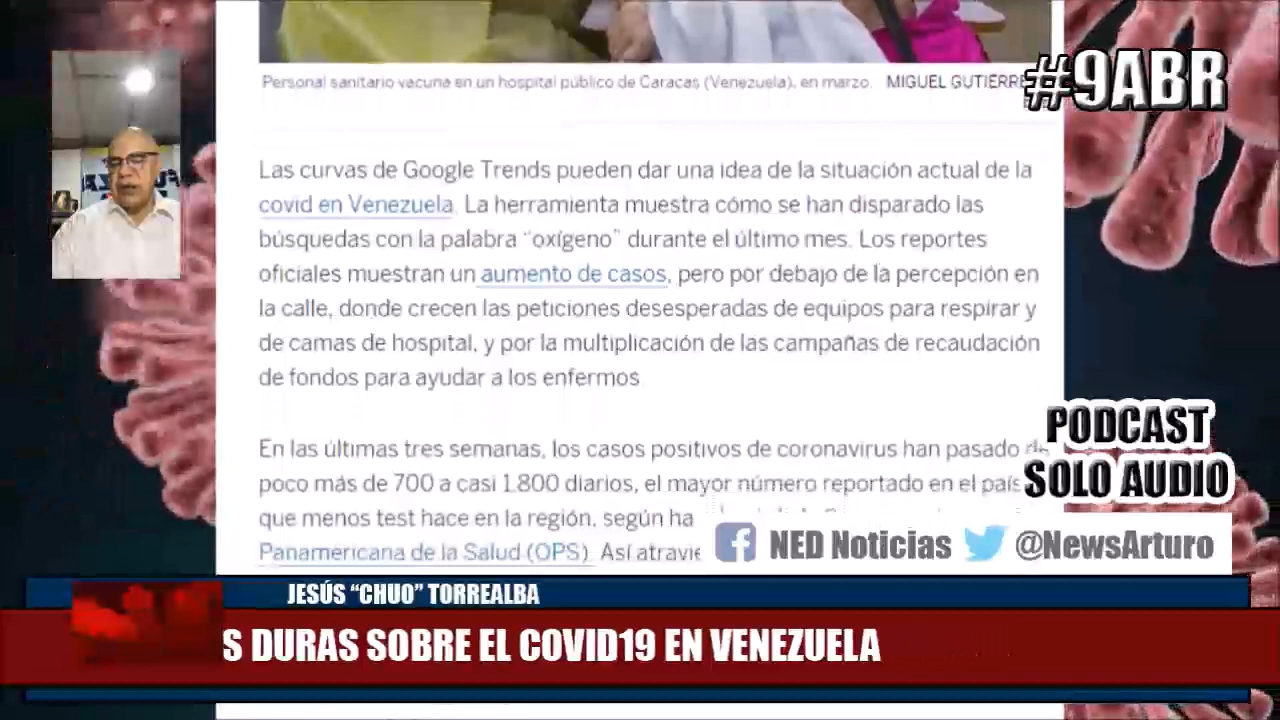 Personal sanitario vacuna en un hospital público de Caracas (Venezuela), en marzo. MIGUEL
#9ABR
Las curvas de Google Trends pueden dar una idea de la situación actual de la
covid en Venezuela. La herramienta muestra cómo se han disparado las
búsquedas con la palabra “oxígeno” durante el último mes. Los reportes
oficiales muestran un aumento de casos, pero por debajo de la percepción en
la calle, donde crecen las peticiones desesperadas de equipos para respirar y
de camas de hospital, y por la multiplicación de las campañas de recaudación
de fondos para ayudar a los enfermos.
En las últimas tres semanas, los casos positivos de coronavirus han pasado de
poco más de 700 a casi 1.800 diarios, el mayor número reportado en el país
que menos test hace en la región, según ha
Panamericana de la Salud (OPS). Así
PODCAST
SOLO AUDIO
NED Noticias @NewsArturo
JESÚS “CHUO” TORREALBA
S DURAS SOBRE EL COVID19 EN VENEZUELA